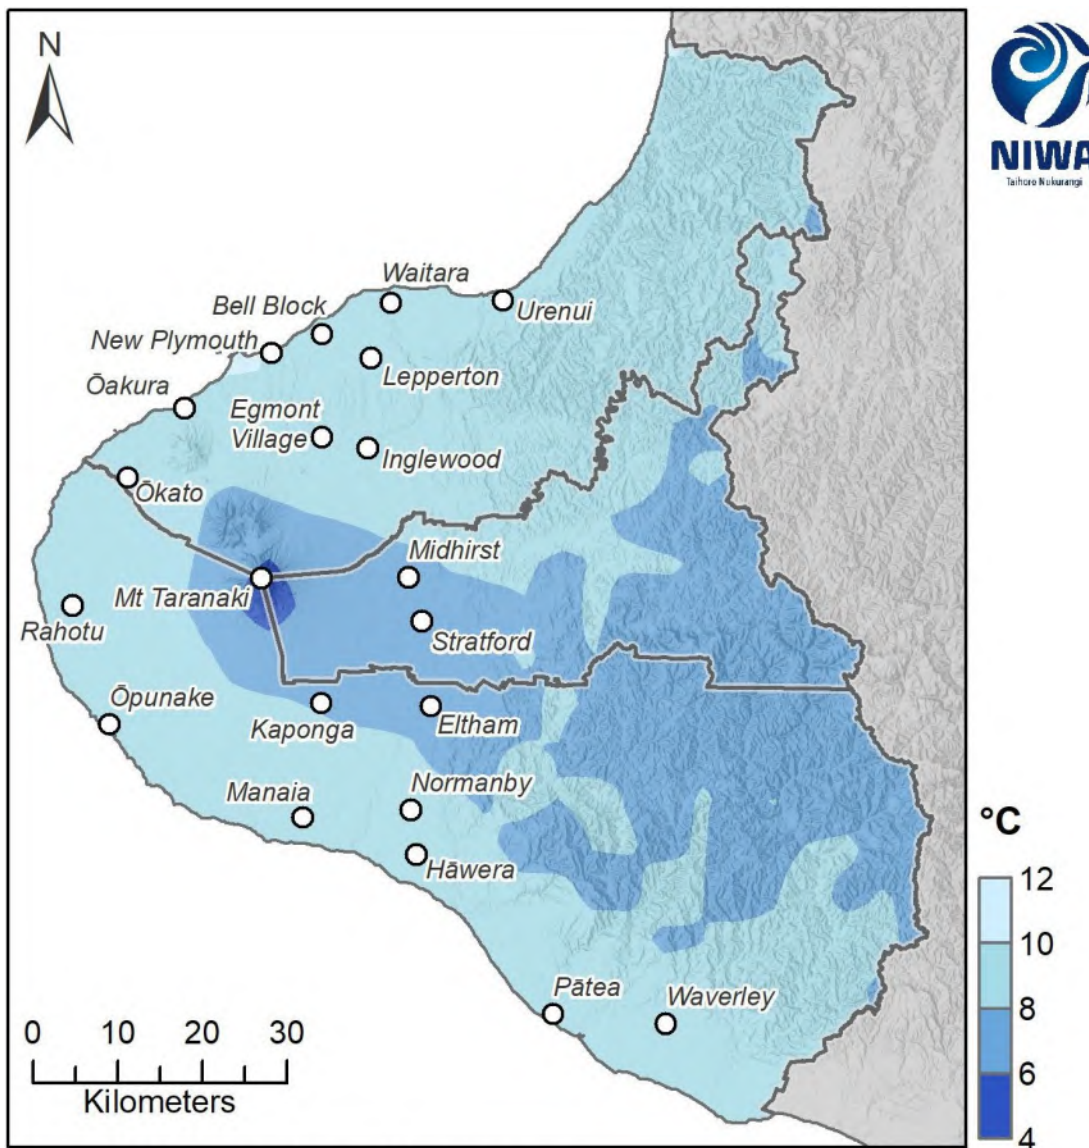 N
NIWA
Taihoro Nukurangi
Waitara
Bell Block
Urenui
New Plymouth
Lepperton
Ōakura
Egmont
Village
Inglewood
Ōkato
Midhirst
Mt Taranaki
Rahotu
Stratford
Ōpunake
Kaponga
Eltham
Manaia
Normanby
Hāwera
Pātea
Waverley
0 10 20 30
Kilometers
°C
12
10
8
6
4